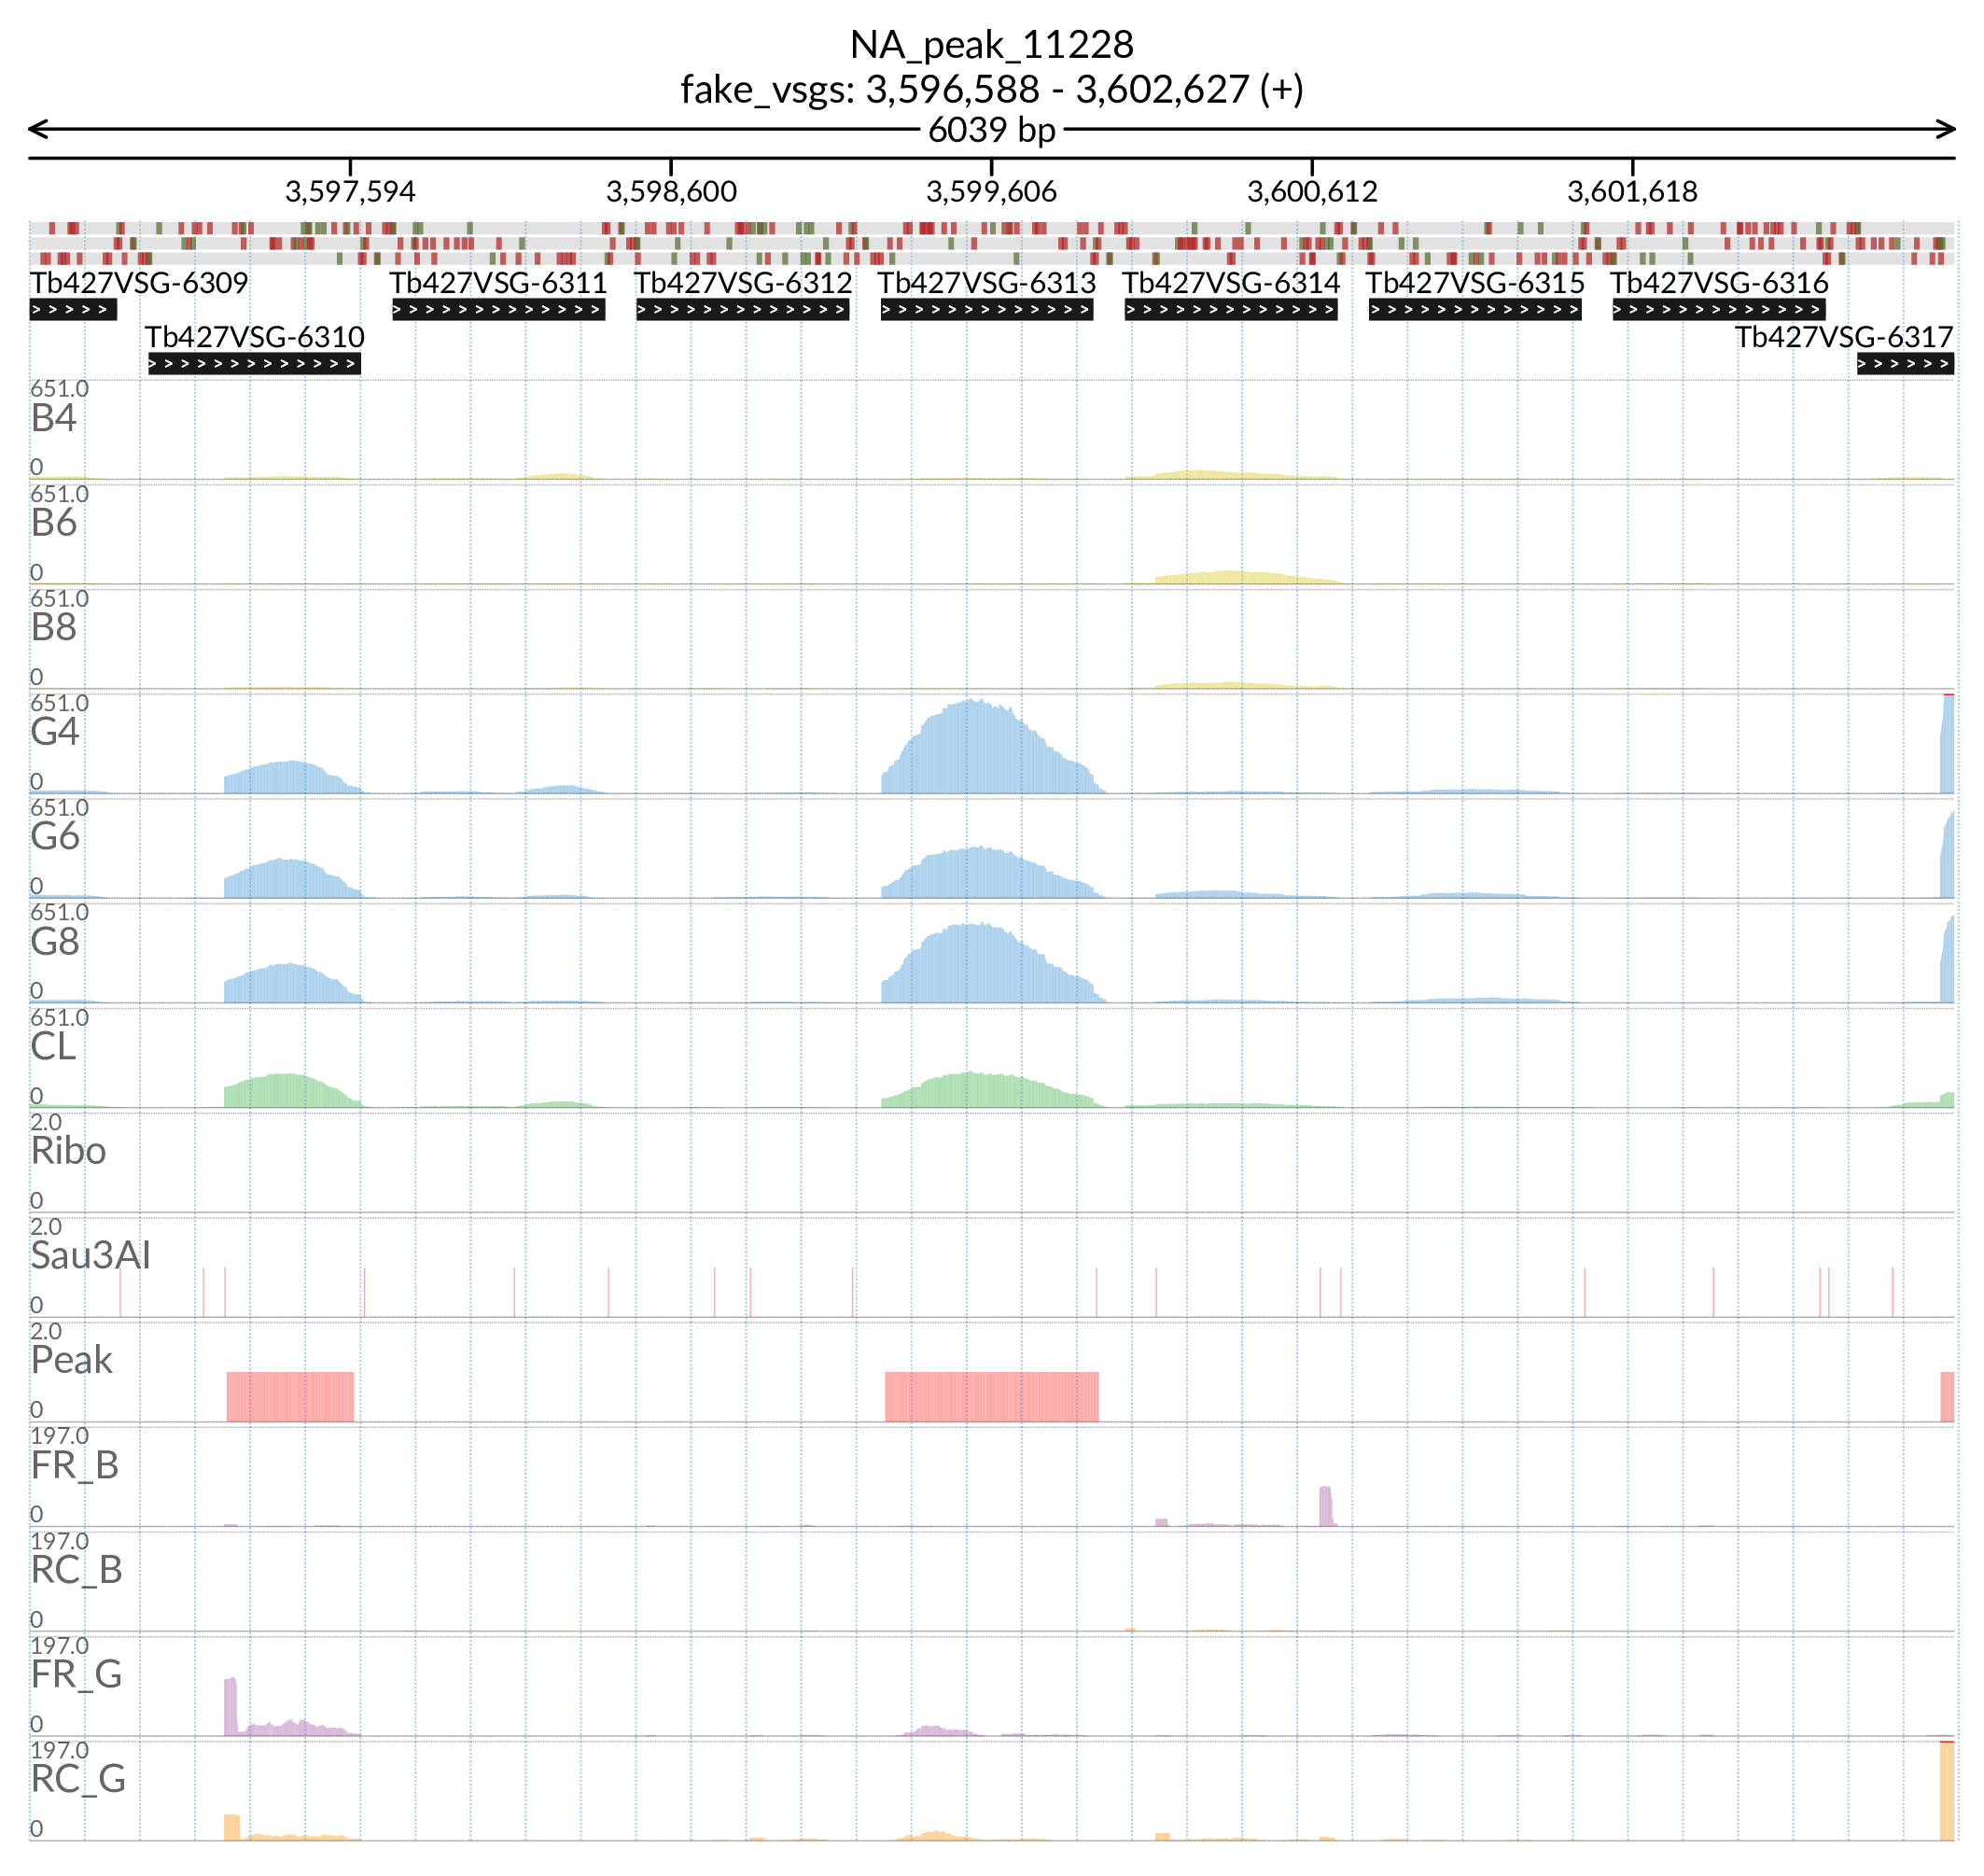 NA_peak_11228
fake_vsgs: 3,596,588 - 3,602,627 (+)
6039 bp
3,597,594 3,598,600 3,599,606 3,600,612 3,601,618
Tb427VSG-6309 Tb427VSG-6311 Tb427VSG-6312 Tb427VSG-6313 Tb427VSG-6314 Tb427VSG-6315 Tb427VSG-6316
Tb427VSG-6310 Tb427VSG-6317
651.0
B4
0
651.0
B6
0
651.0
B8
0
651.0
G4
0
651.0
G6
0
651.0
G8
0
651.0
CL
0
2.0
Ribo
0
2.0
Sau3AI
0
2.0
Peak
0
197.0
FR_B
0
197.0
RC_B
0
197.0
FR_G
0
197.0
RC_G
0